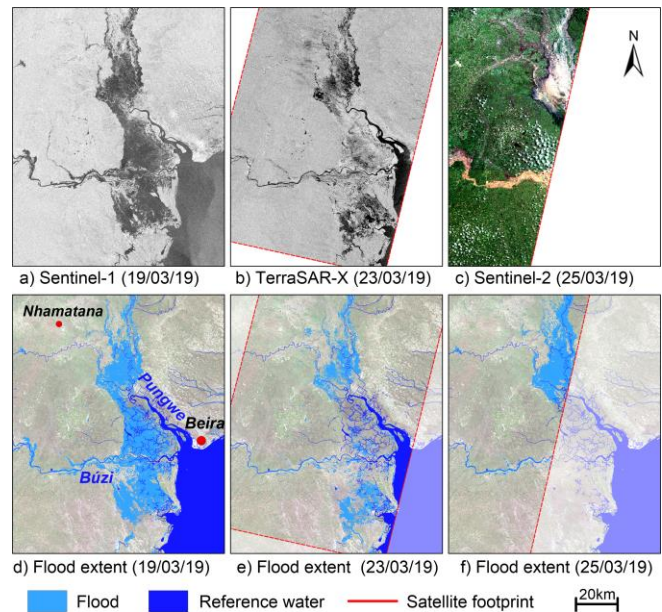 N
a) Sentinel-1 (19/03/19)
b) TerraSAR-X (23/03/19)
c) Sentinel-2 (25/03/19)
Nhamatana
Pungwe
Beira
Búzi
d) Flood extent (19/03/19)
e) Flood extent (23/03/19)
f) Flood extent (25/03/19)
Flood
Reference water
Satellite footprint
20km